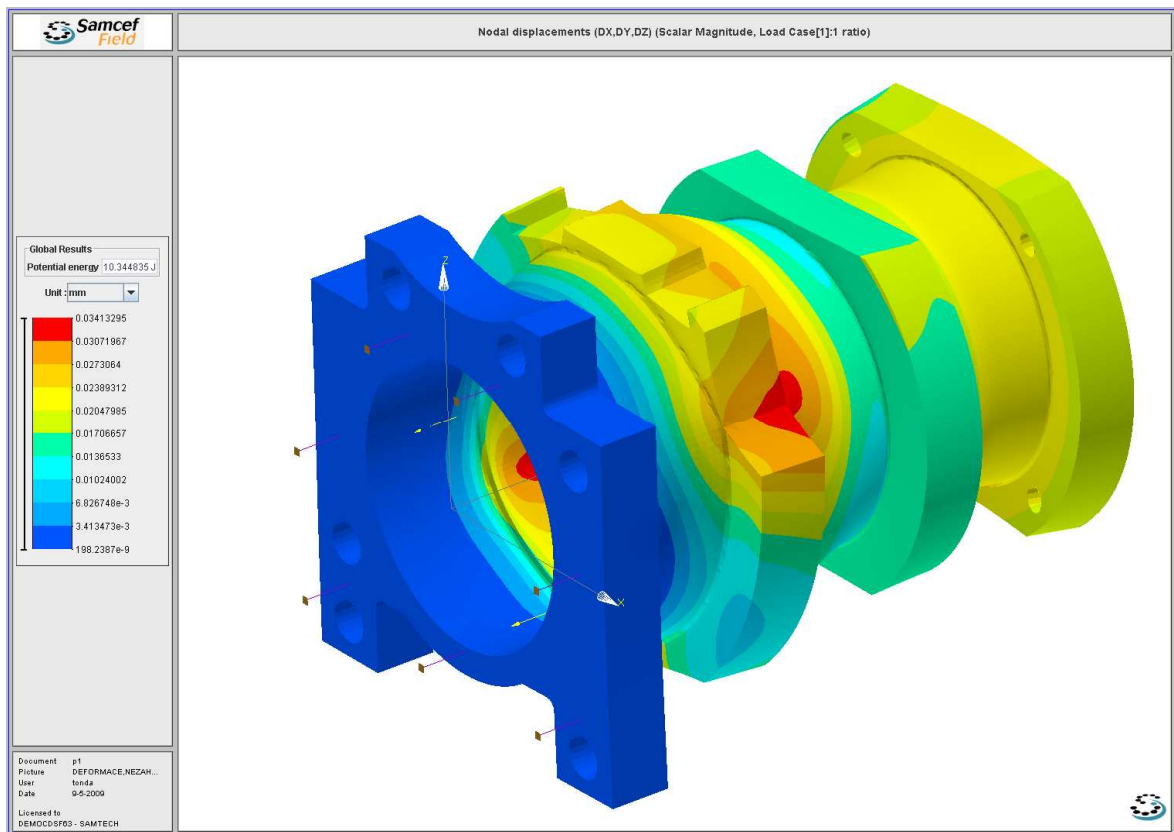 Samcef
Field
Nodal displacements (DX,DY,DZ) (Scalar Magnitude, Load Case[1]:1 ratio)
Global Results
Potential energy 10.344835 J
Unit : mm
0.03413295
0.03071967
0.0273064
0.02389312
0.02047985
0.01706657
0.0136533
0.01024002
6.826748e-3
3.413473e-3
198.2387e-9
Z
X
Document p1
Picture DEFORMACE,NEZAH...
User tonda
Date 9-6-2009
Licensed to
DEMOCDSF63 - SAMTECH